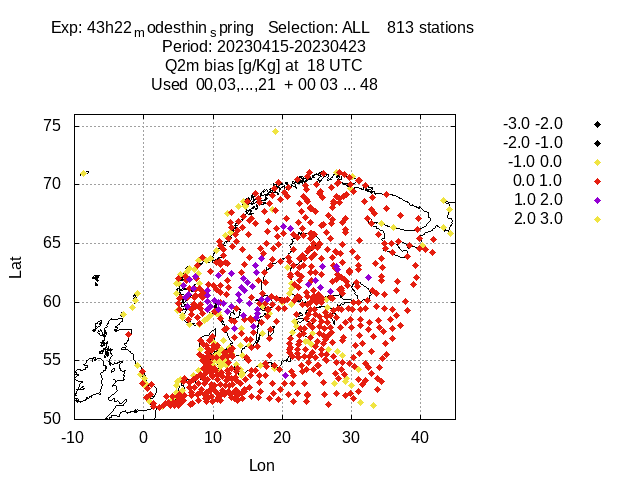 Exp: 43h22modesthinspring Selection: ALL 813 stations
Period: 20230415-20230423
Q2m bias [g/Kg] at 18 UTC
Used 00,03,...,21 + 00 03 ... 48
-3.0 -2.0
-2.0 -1.0
-1.0 0.0
0.0 1.0
1.0 2.0
2.0 3.0
75
70
65
60
55
50
Lat
-10 0 10 20 30 40
Lon